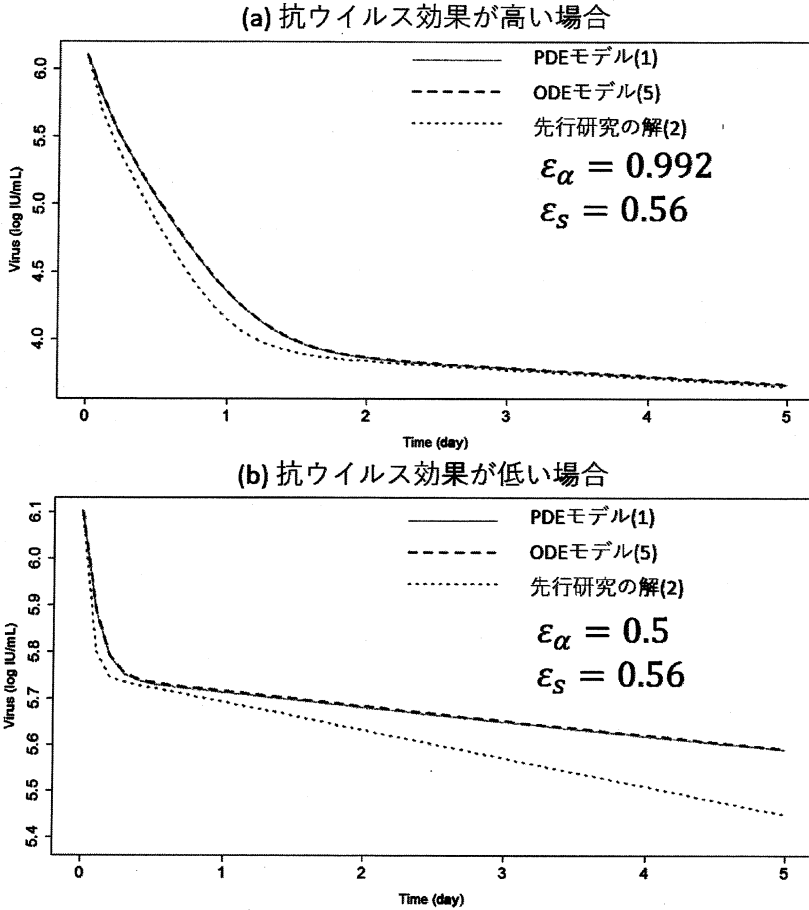 (a) 抗ウイルス効果が高い場合
PDEモデル(1)
ODEモデル(5)
先行研究の解(2)
εα = 0.992
εs = 0.56
Virus (log IU/mL)
6.0
5.5
5.0
4.5
4.0
0 1 2 3 4 5
Time (day)
(b) 抗ウイルス効果が低い場合
PDEモデル(1)
ODEモデル(5)
先行研究の解(2)
εα = 0.5
εs = 0.56
Virus (log IU/mL)
6.1
6.0
5.9
5.8
5.7
5.6
5.5
5.4
0 1 2 3 4 5
Time (day)